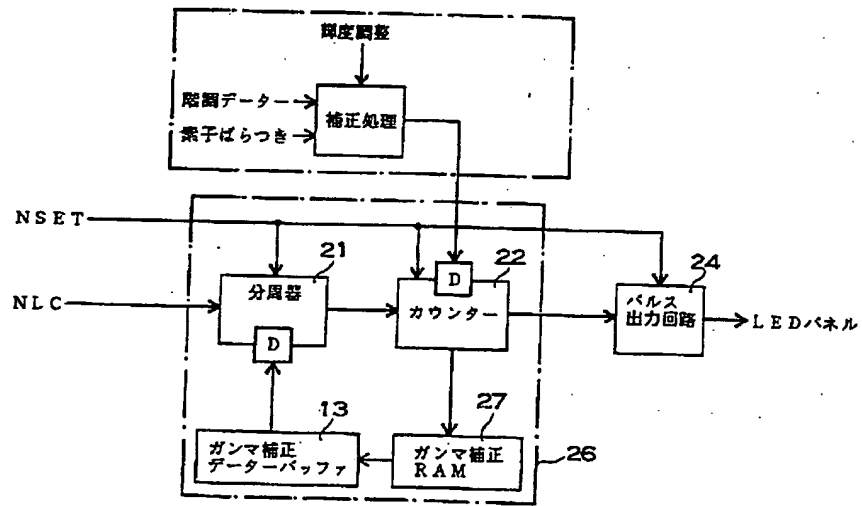 輝度調整
階調データー
素子ばらつき
補正処理
NSET
21
22
24
D
分周器
カウンター
パルス
出力回路
NLC
LEDパネル
D
13
27
ガンマ補正
データーバッファ
ガンマ補正
RAM
26